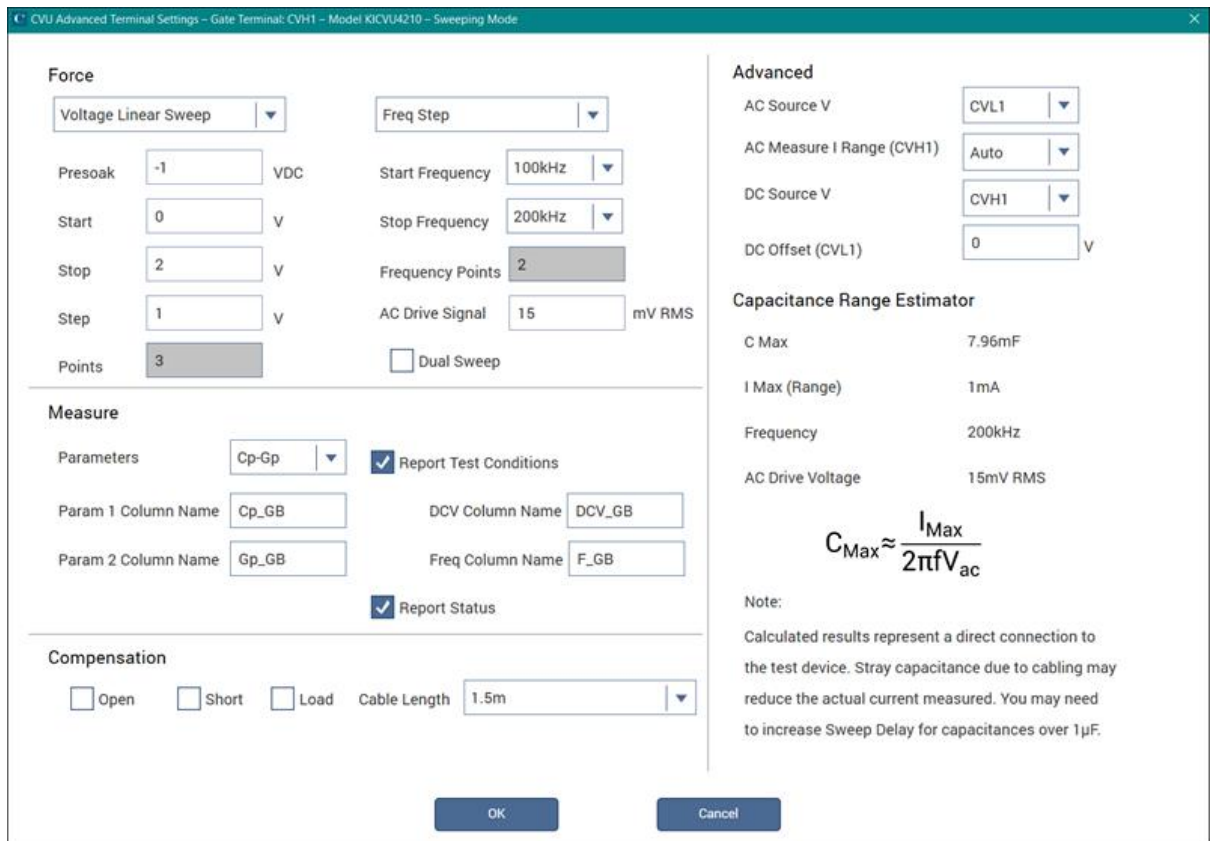 CVU Advanced Terminal Settings – Gate Terminal: CVH1 – Model KICVU4210 – Sweeping Mode
Force
Voltage Linear Sweep
Freq Step
Presoak -1 VDC
Start Frequency 100kHz
Start 0 V
Stop Frequency 200kHz
Stop 2 V
Frequency Points 2
Step 1 V
AC Drive Signal 15 mV RMS
Points 3
Dual Sweep
Measure
Parameters Cp-Gp
Report Test Conditions
Param 1 Column Name Cp_GB
DCV Column Name DCV_GB
Param 2 Column Name Gp_GB
Freq Column Name F_GB
Report Status
Compensation
Open Short Load Cable Length 1.5m
Advanced
AC Source V CVL1
AC Measure I Range (CVH1) Auto
DC Source V CVH1
DC Offset (CVL1) 0 V
Capacitance Range Estimator
C Max 7.96mF
I Max (Range) 1mA
Frequency 200kHz
AC Drive Voltage 15mV RMS
C_Max ≈ I_Max / 2πfV_ac
Note:
Calculated results represent a direct connection to
the test device. Stray capacitance due to cabling may
reduce the actual current measured. You may need
to increase Sweep Delay for capacitances over 1µF.
OK
Cancel